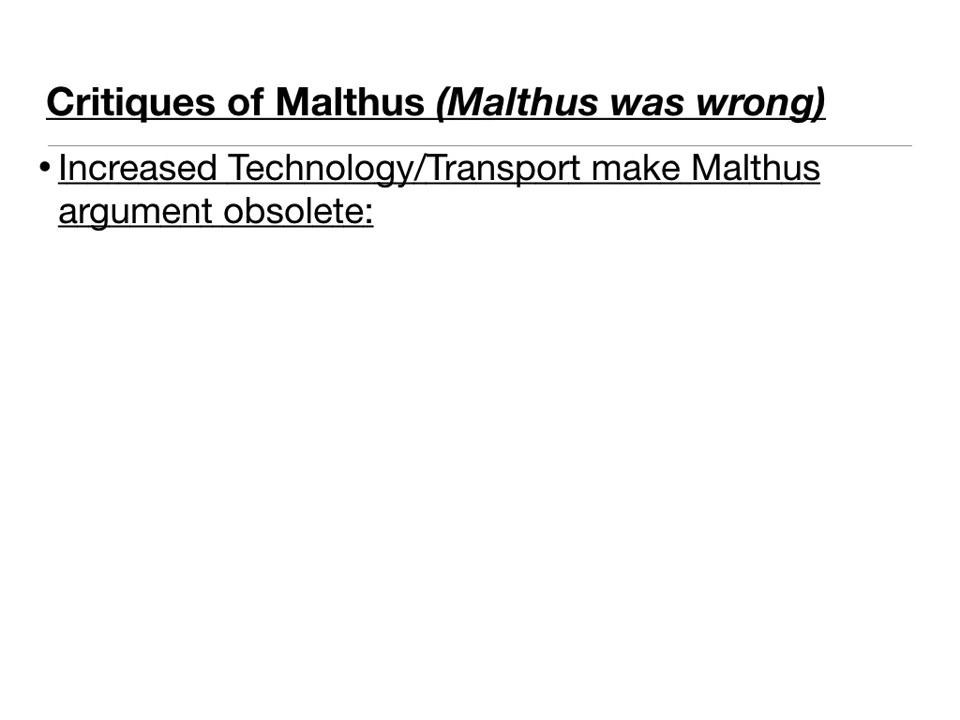 Critiques of Malthus (Malthus was wrong)
• Increased Technology/Transport make Malthus
argument obsolete: